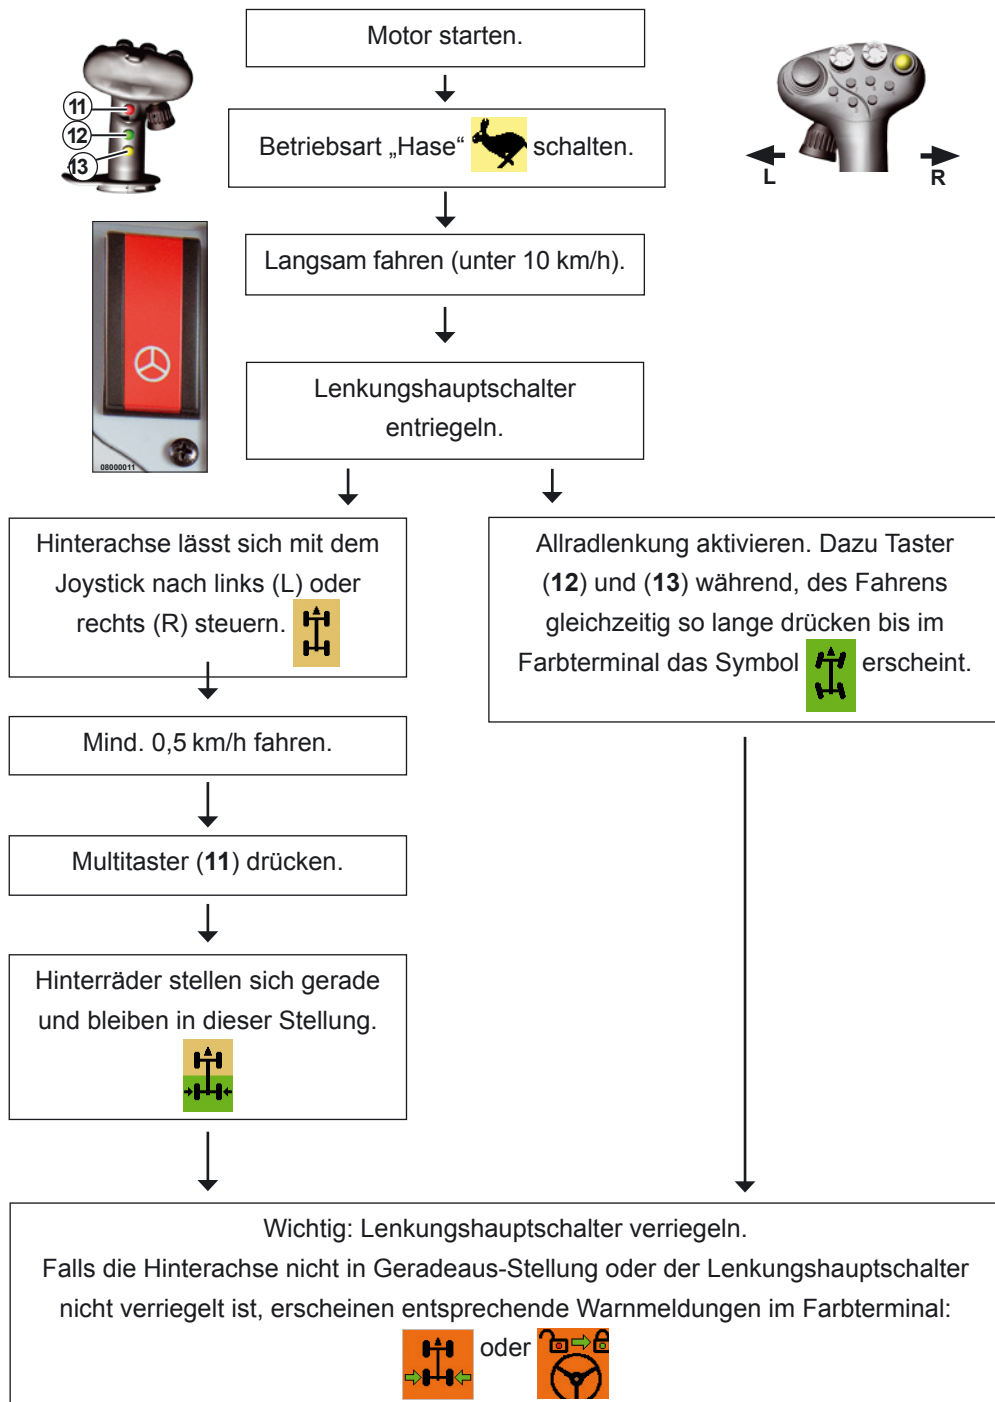 Motor starten.
11
12
13
Betriebsart „Hase“ schalten.
L
R
Langsam fahren (unter 10 km/h).
08000011
Lenkungshauptschalter
entriegeln.
Hinterachse lässt sich mit dem
Joystick nach links (L) oder
rechts (R) steuern.
Allradlenkung aktivieren. Dazu Taster
(12) und (13) während, des Fahrens
gleichzeitig so lange drücken bis im
Farbterminal das Symbol erscheint.
Mind. 0,5 km/h fahren.
Multitaster (11) drücken.
Hinterräder stellen sich gerade
und bleiben in dieser Stellung.
Wichtig: Lenkungshauptschalter verriegeln.
Falls die Hinterachse nicht in Geradeaus-Stellung oder der Lenkungshauptschalter
nicht verriegelt ist, erscheinen entsprechende Warnmeldungen im Farbterminal:
oder